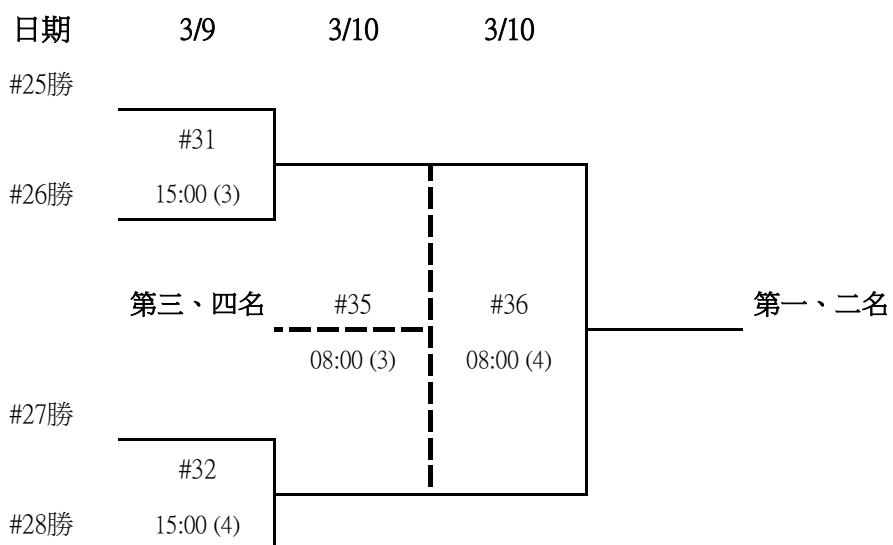 日期 3/9 3/10 3/10
#25勝
#31
#26勝 15:00 (3)
第三、四名 #35 #36 第一、二名
08:00 (3) 08:00 (4)
#27勝
#32
#28勝 15:00 (4)